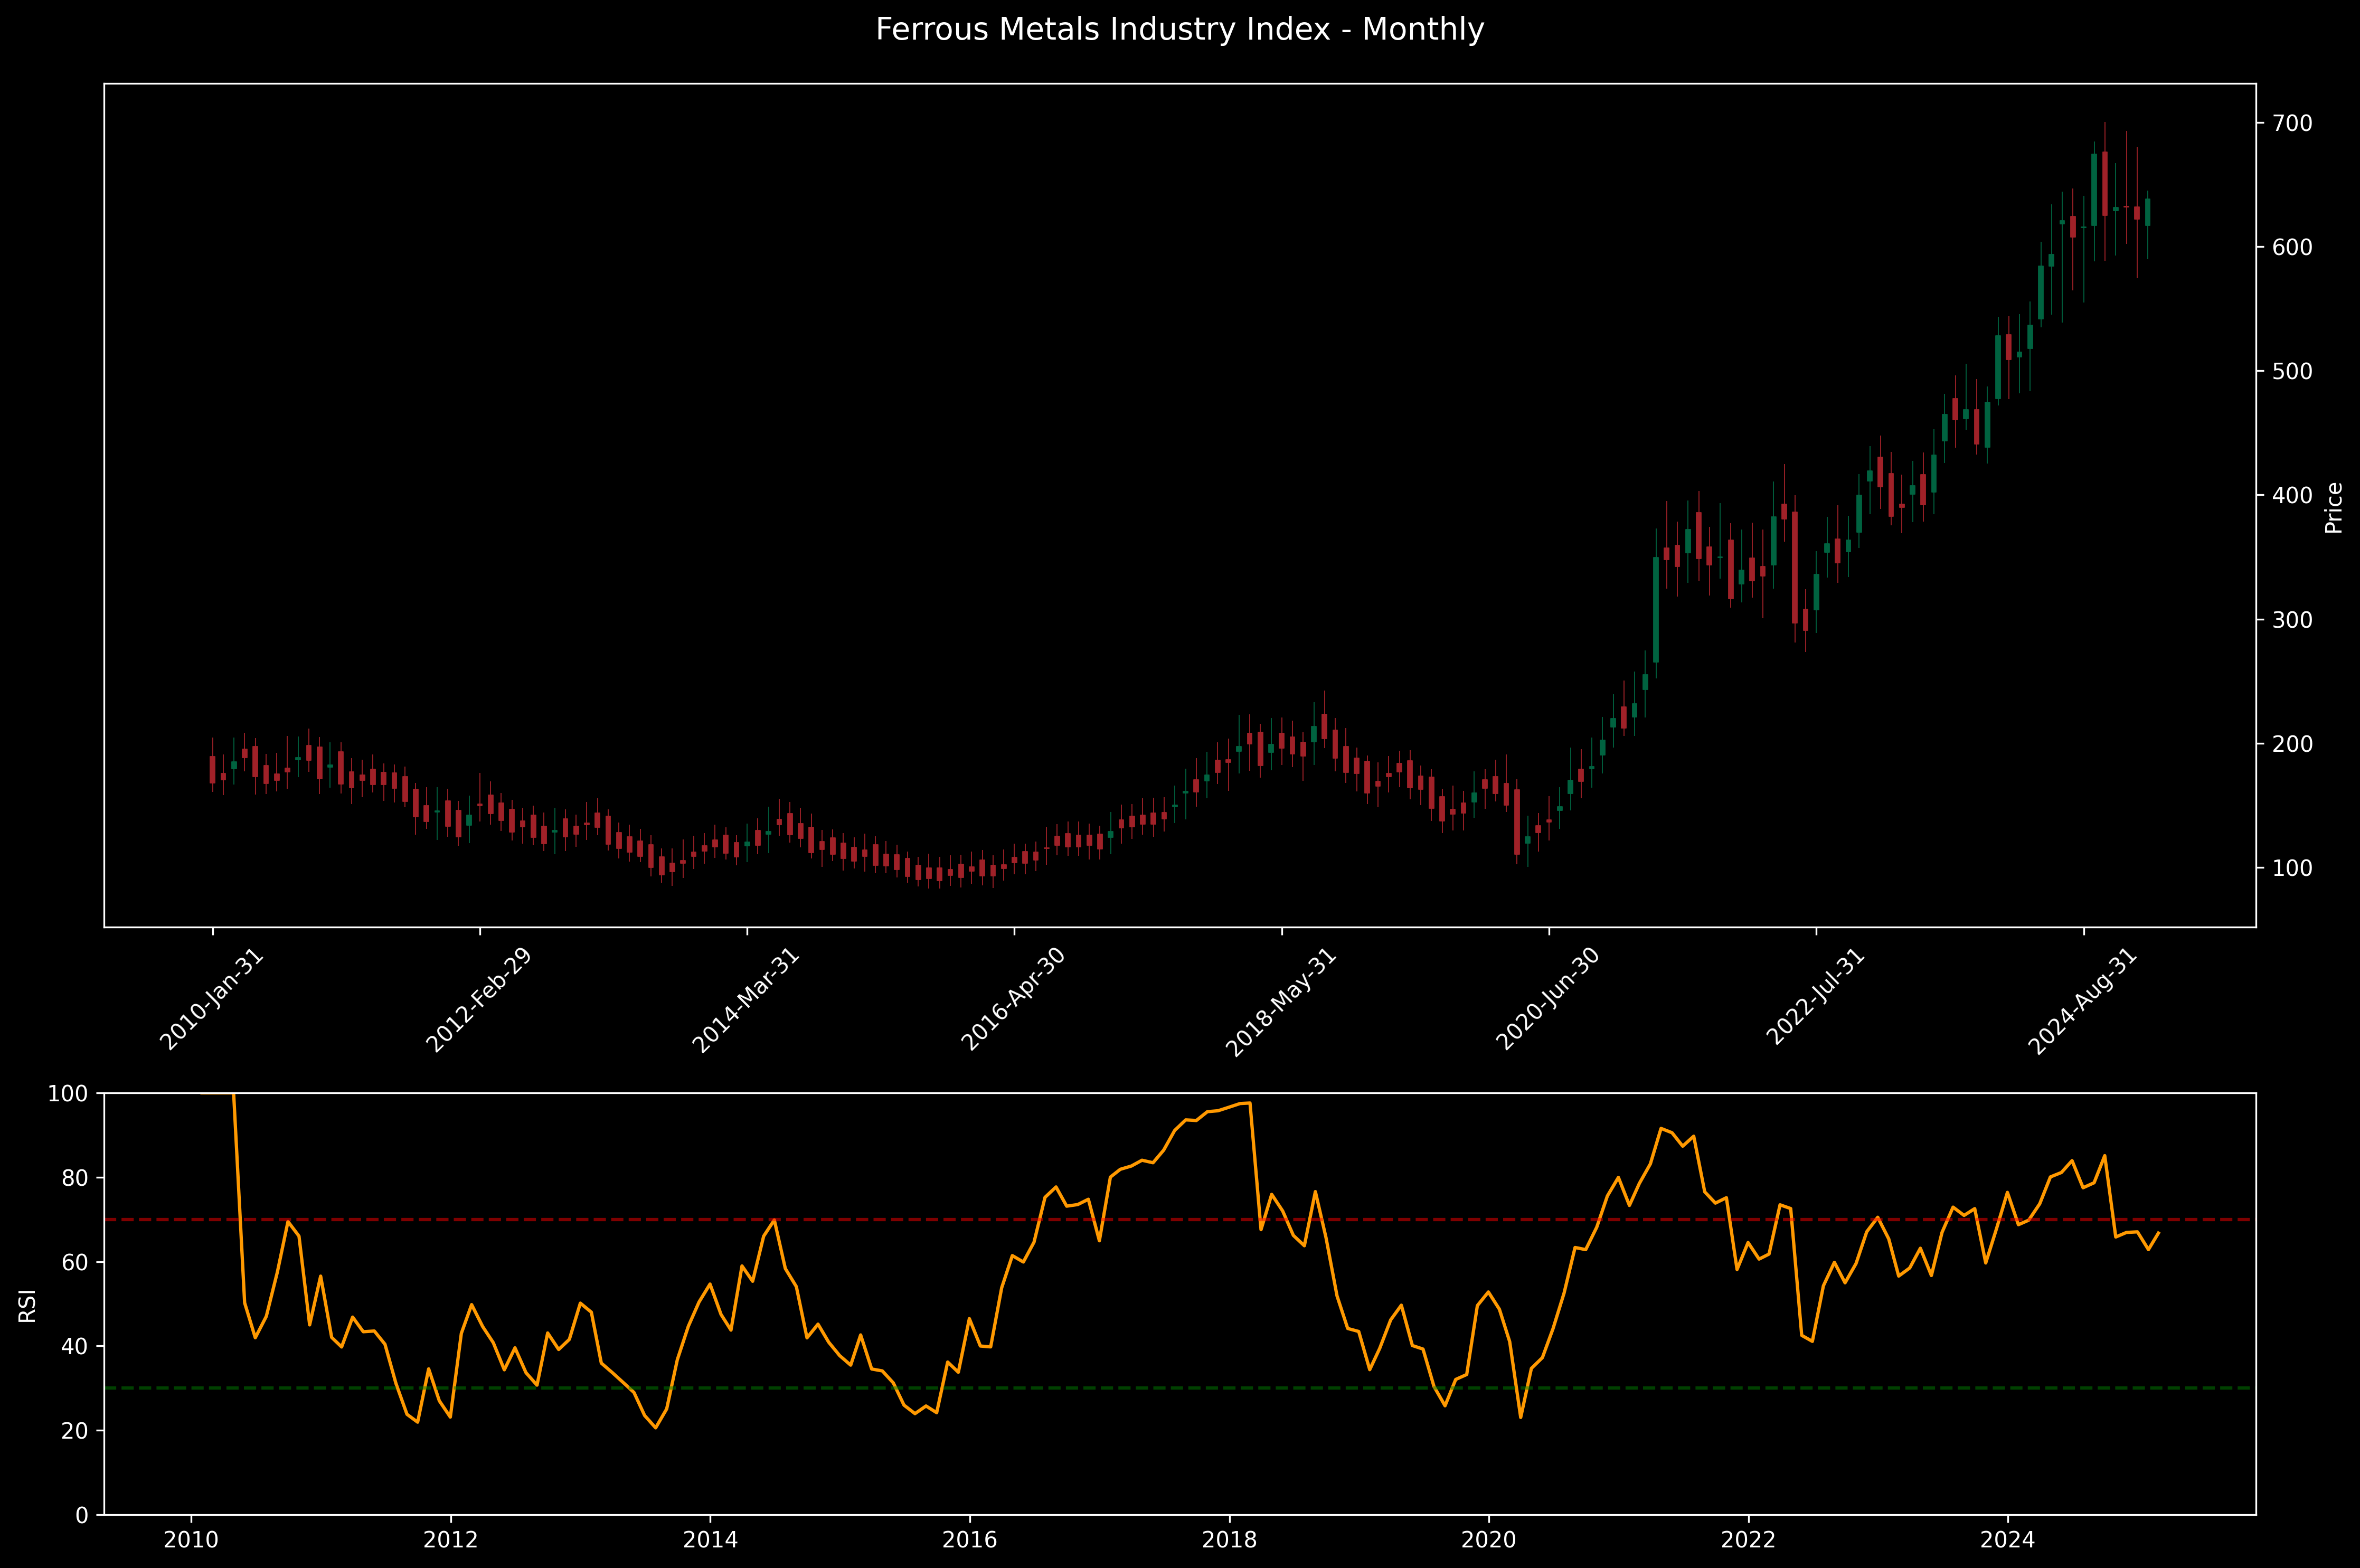 Ferrous Metals Industry Index - Monthly
700
600
500
400
300
200
100
Price
2010-Jan-31
2012-Feb-29
2014-Mar-31
2016-Apr-30
2018-May-31
2020-Jun-30
2022-Jul-31
2024-Aug-31
100
80
60
40
20
0
RSI
2010
2012
2014
2016
2018
2020
2022
2024